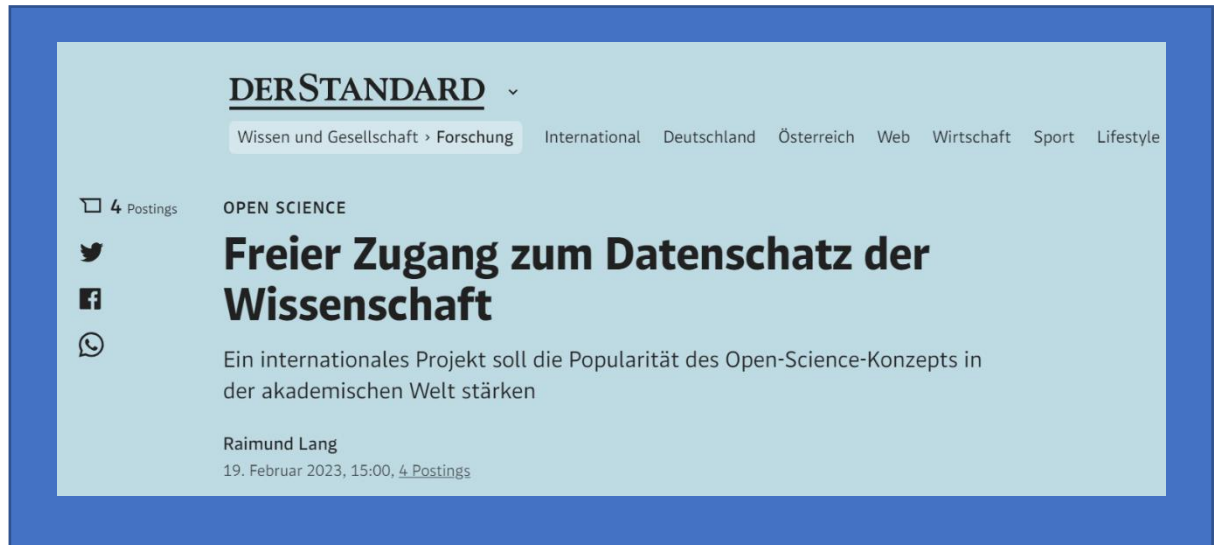 DERSTANDARD
Wissen und Gesellschaft › Forschung International Deutschland Österreich Web Wirtschaft Sport Lifestyle
4 Postings
OPEN SCIENCE
Freier Zugang zum Datenschatz der
Wissenschaft
Ein internationales Projekt soll die Popularität des Open-Science-Konzepts in
der akademischen Welt stärken
Raimund Lang
19. Februar 2023, 15:00, 4 Postings